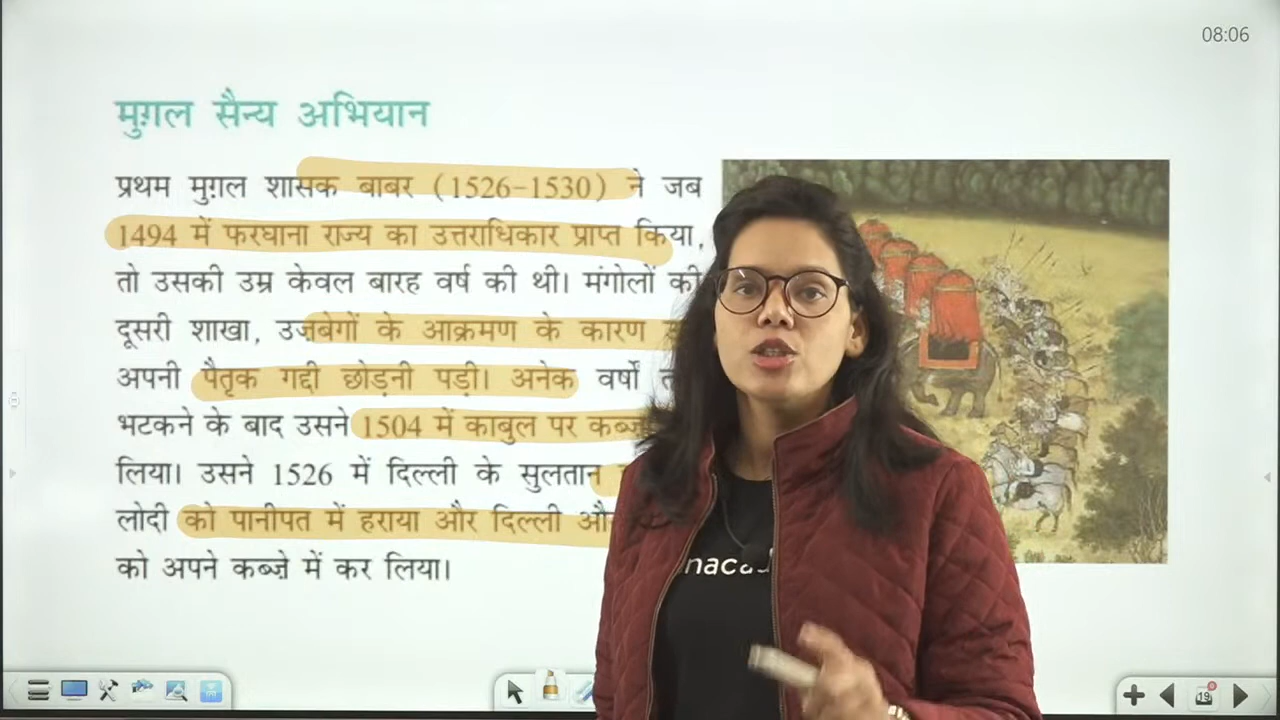 08:06
मुग़ल सैन्य अभियान
प्रथम मुग़ल शासक बाबर (1526-1530) ने जब
1494 में फरघाना राज्य का उत्तराधिकार प्राप्त किया,
तो उसकी उम्र केवल बारह वर्ष की थी। मंगोलों की
दूसरी शाखा, उज़बेगों के आक्रमण के कारण
अपनी पैतृक गद्दी छोड़नी पड़ी। अनेक वर्षों
भटकने के बाद उसने 1504 में काबुल पर
लिया। उसने 1526 में दिल्ली के सुलतान
लोदी को पानीपत में हराया और दिल्ली
को अपने कब्ज़े में कर लिया।
19